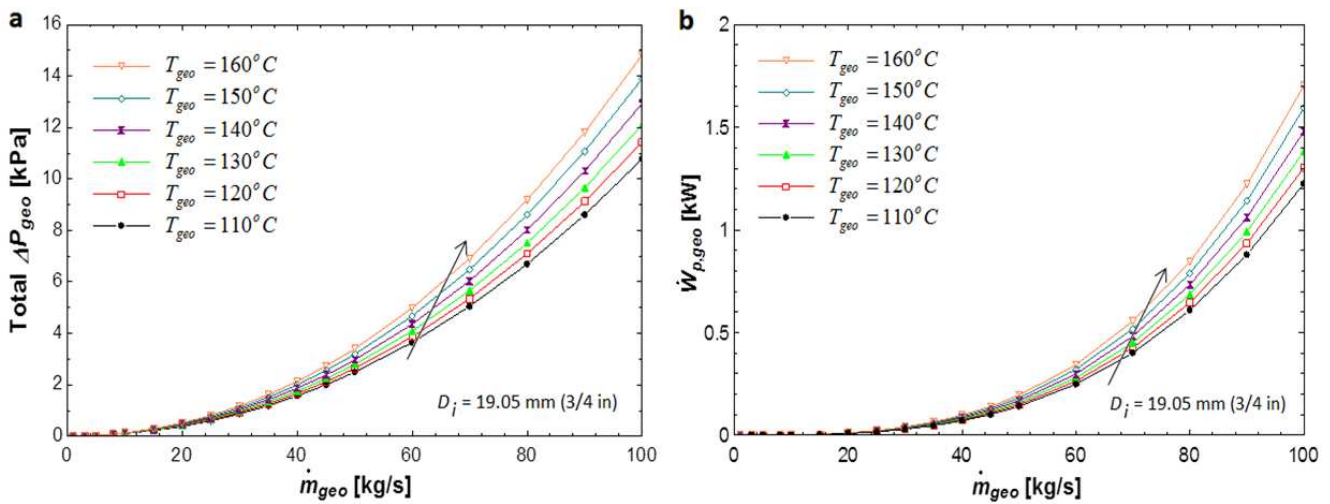 a
16
14
12
10
8
6
4
2
0
Total ΔP_geo [kPa]
T_geo = 160°C
T_geo = 150°C
T_geo = 140°C
T_geo = 130°C
T_geo = 120°C
T_geo = 110°C
D_i = 19.05 mm (3/4 in)
0 20 40 60 80 100
ṁ_geo [kg/s]
b
2
1.5
1
0.5
0
Ẇ_p,geo [kW]
T_geo = 160°C
T_geo = 150°C
T_geo = 140°C
T_geo = 130°C
T_geo = 120°C
T_geo = 110°C
D_i = 19.05 mm (3/4 in)
0 20 40 60 80 100
ṁ_geo [kg/s]